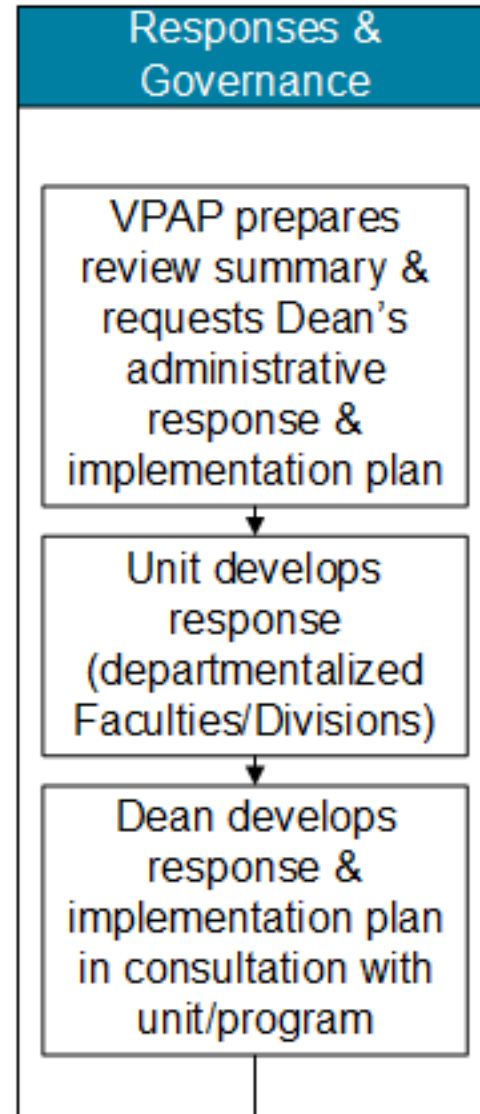 Responses &
Governance
VPAP prepares
review summary &
requests Dean’s
administrative
response &
implementation plan
Unit develops
response
(departmentalized
Faculties/Divisions)
Dean develops
response &
implementation plan
in consultation with
unit/program